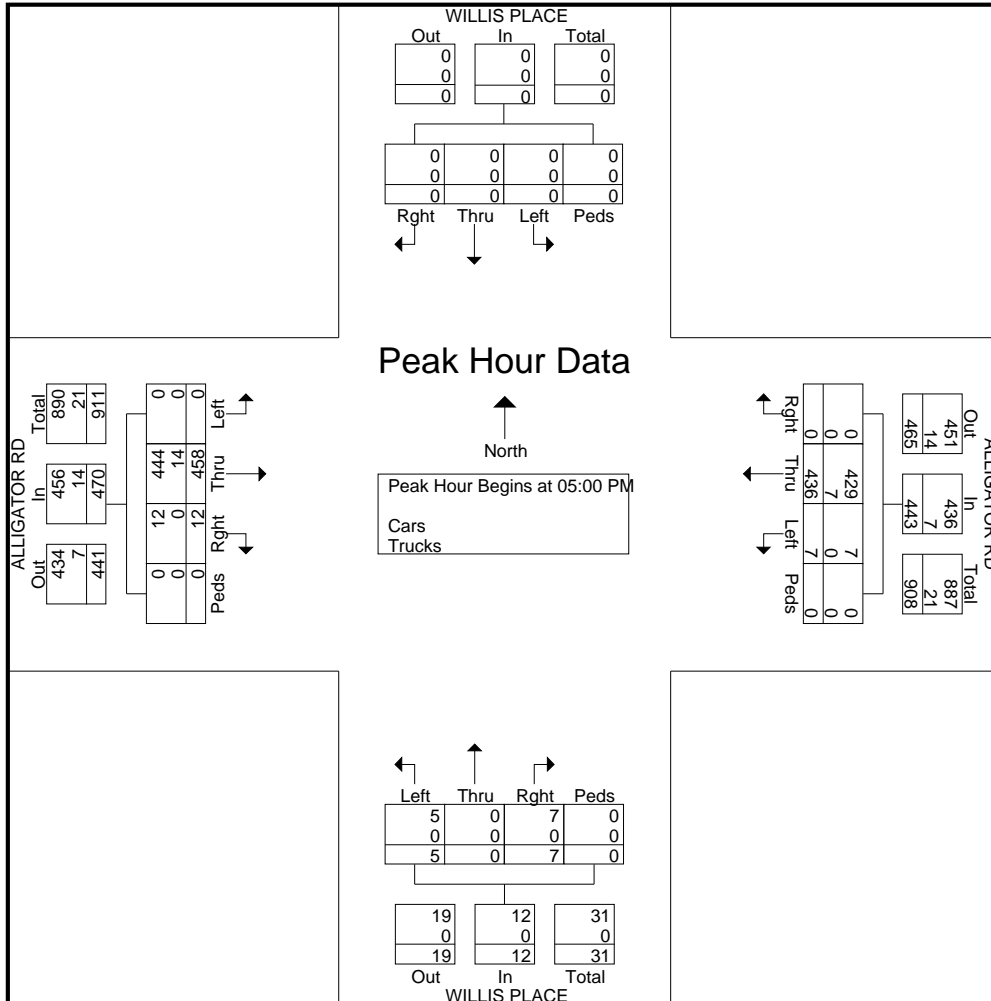 WILLIS PLACE
Out In Total
0 0 0
0 0 0
0 0 0
0 0 0 0
0 0 0 0
0 0 0 0
Rght Thru Left Peds
Peak Hour Data
North
Peak Hour Begins at 05:00 PM
Cars
Trucks
ALLIGATOR RD
Total In Out
890 456 434
21 14 7
911 470 441
0 444 12 0
0 14 0 0
0 458 12 0
Left Thru Rght Peds
ALLIGATOR RD
Out In Total
451 436 887
14 7 21
465 443 908
0 429 7 0
0 7 0 0
0 436 7 0
Rght Thru Left Peds
Left Thru Rght Peds
5 0 7 0
0 0 0 0
5 0 7 0
19 12 31
0 0 0
19 12 31
Out In Total
WILLIS PLACE